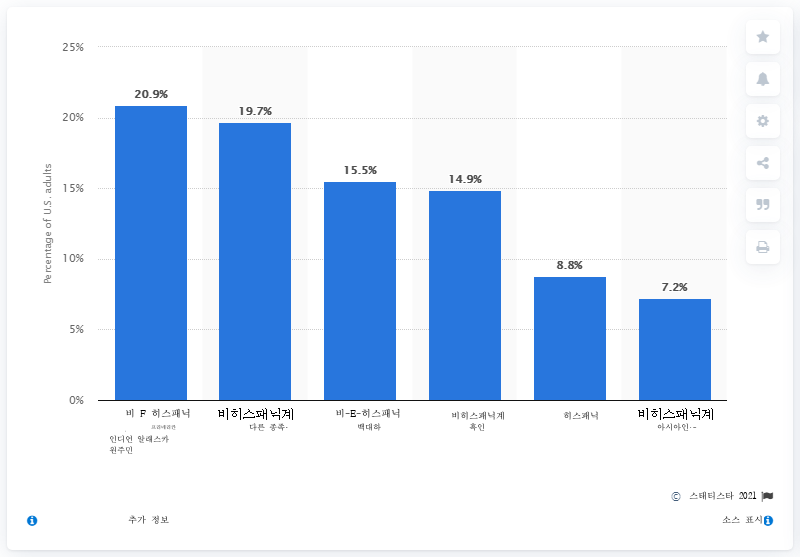 25%
20.9%
20%
19.7%
15.5%
15%
14.9%
10%
8.8%
7.2%
5%
0%
Percentage of U.S. adults
비 F 히스패닉
인디언 알래스카
원주민
비히스패닉계
다른 종족·
비-E-히스패닉
백대하
비히스패닉계
흑인
히스패닉
비히스패닉계
아시아인·-
© 스태티스타 2021
추가 정보
소스 표시